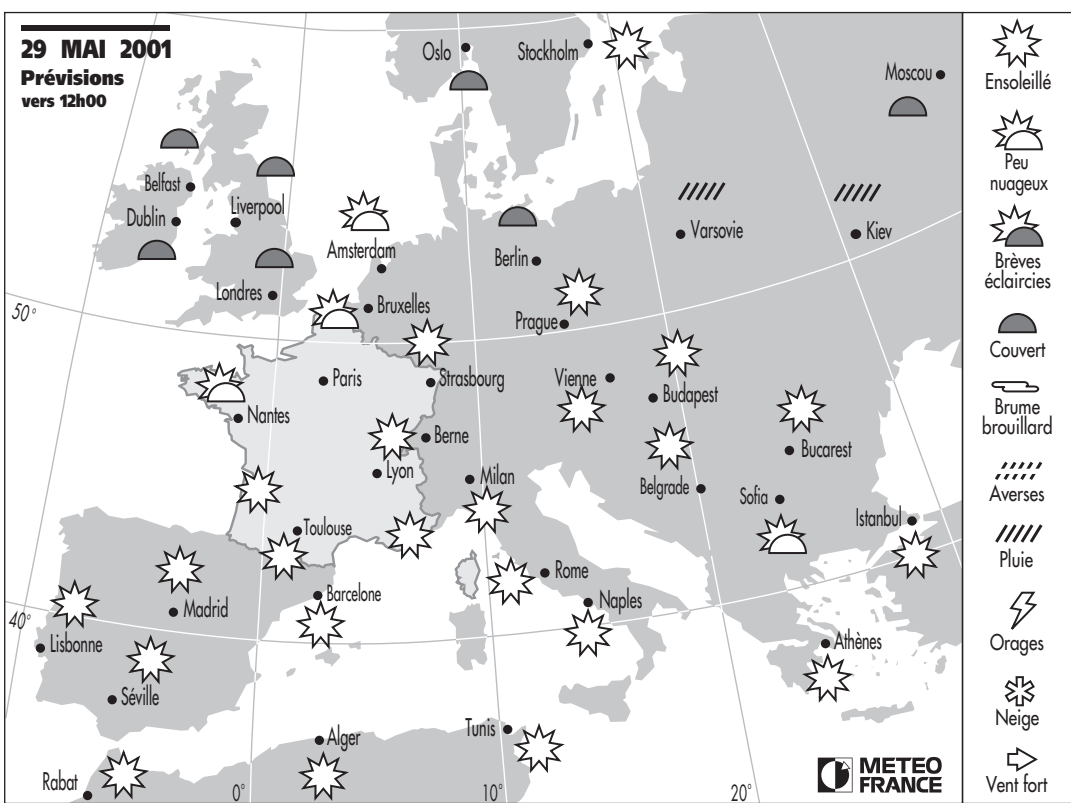 29 MAI 2001
Prévisions
vers 12h00
Oslo
Stockholm
Moscou
Belfast
Dublin
Liverpool
Amsterdam
Berlin
Varsovie
Kiev
Londres
Bruxelles
50°
Prague
Paris
Strasbourg
Vienne
Budapest
Nantes
Berne
Bucarest
Lyon
Milan
Belgrade
Sofia
Istanbul
Toulouse
Rome
Barcelone
Naples
Madrid
40°
Lisbonne
Athènes
Séville
Tunis
Alger
Rabat
0°
10°
20°
METEO
FRANCE
Ensoleillé
Peu
nuageux
Brèves
éclaircies
Couvert
Brume
brouillard
Averses
Pluie
Orages
Neige
Vent fort